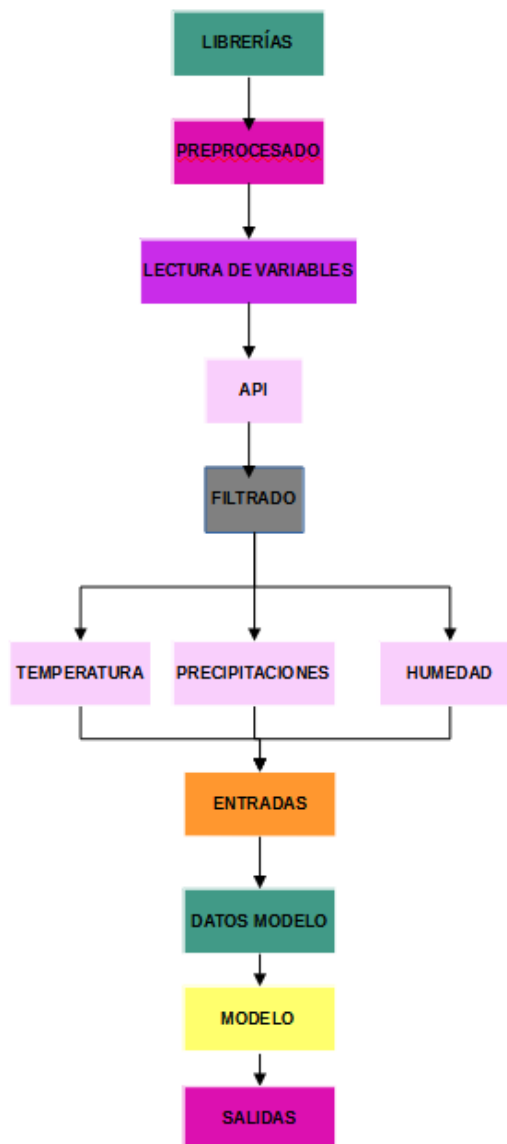 LIBRERÍAS
PREPROCESADO
LECTURA DE VARIABLES
API
FILTRADO
TEMPERATURA
PRECIPITACIONES
HUMEDAD
ENTRADAS
DATOS MODELO
MODELO
SALIDAS